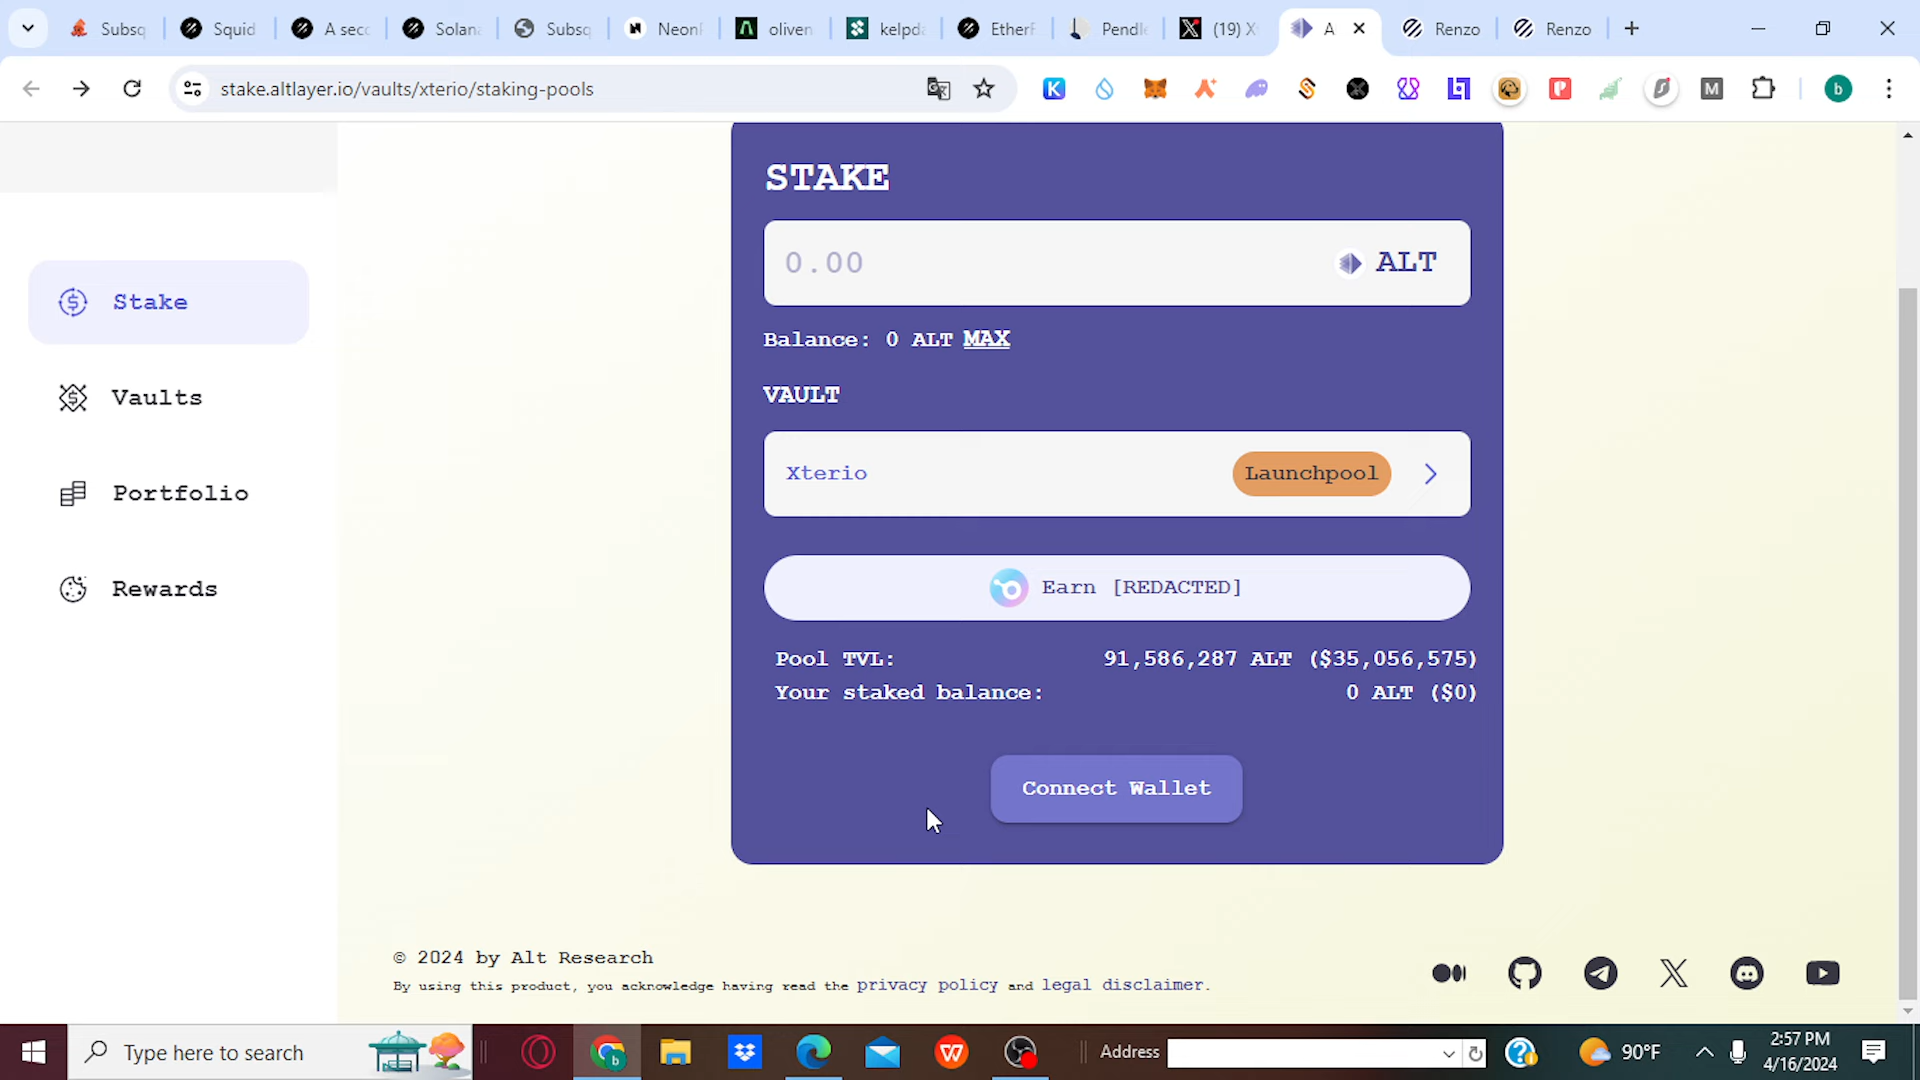 Subsq
Squid
A seco
Solana
Subsq
Neon
oliven
kelpda
EtherF
Pendle
(19) X
A
Renzo
Renzo
stake.altlayer.io/vaults/xterio/staking-pools
b
STAKE
0.00
ALT
Balance: 0 ALT MAX
VAULT
Xterio
Launchpool
Earn [REDACTED]
Pool TVL: 91,586,287 ALT ($35,056,575)
Your staked balance: 0 ALT ($0)
Connect Wallet
Stake
Vaults
Portfolio
Rewards
© 2024 by Alt Research
By using this product, you acknowledge having read the privacy policy and legal disclaimer.
Type here to search
Address
90°F
2:57 PM
4/16/2024